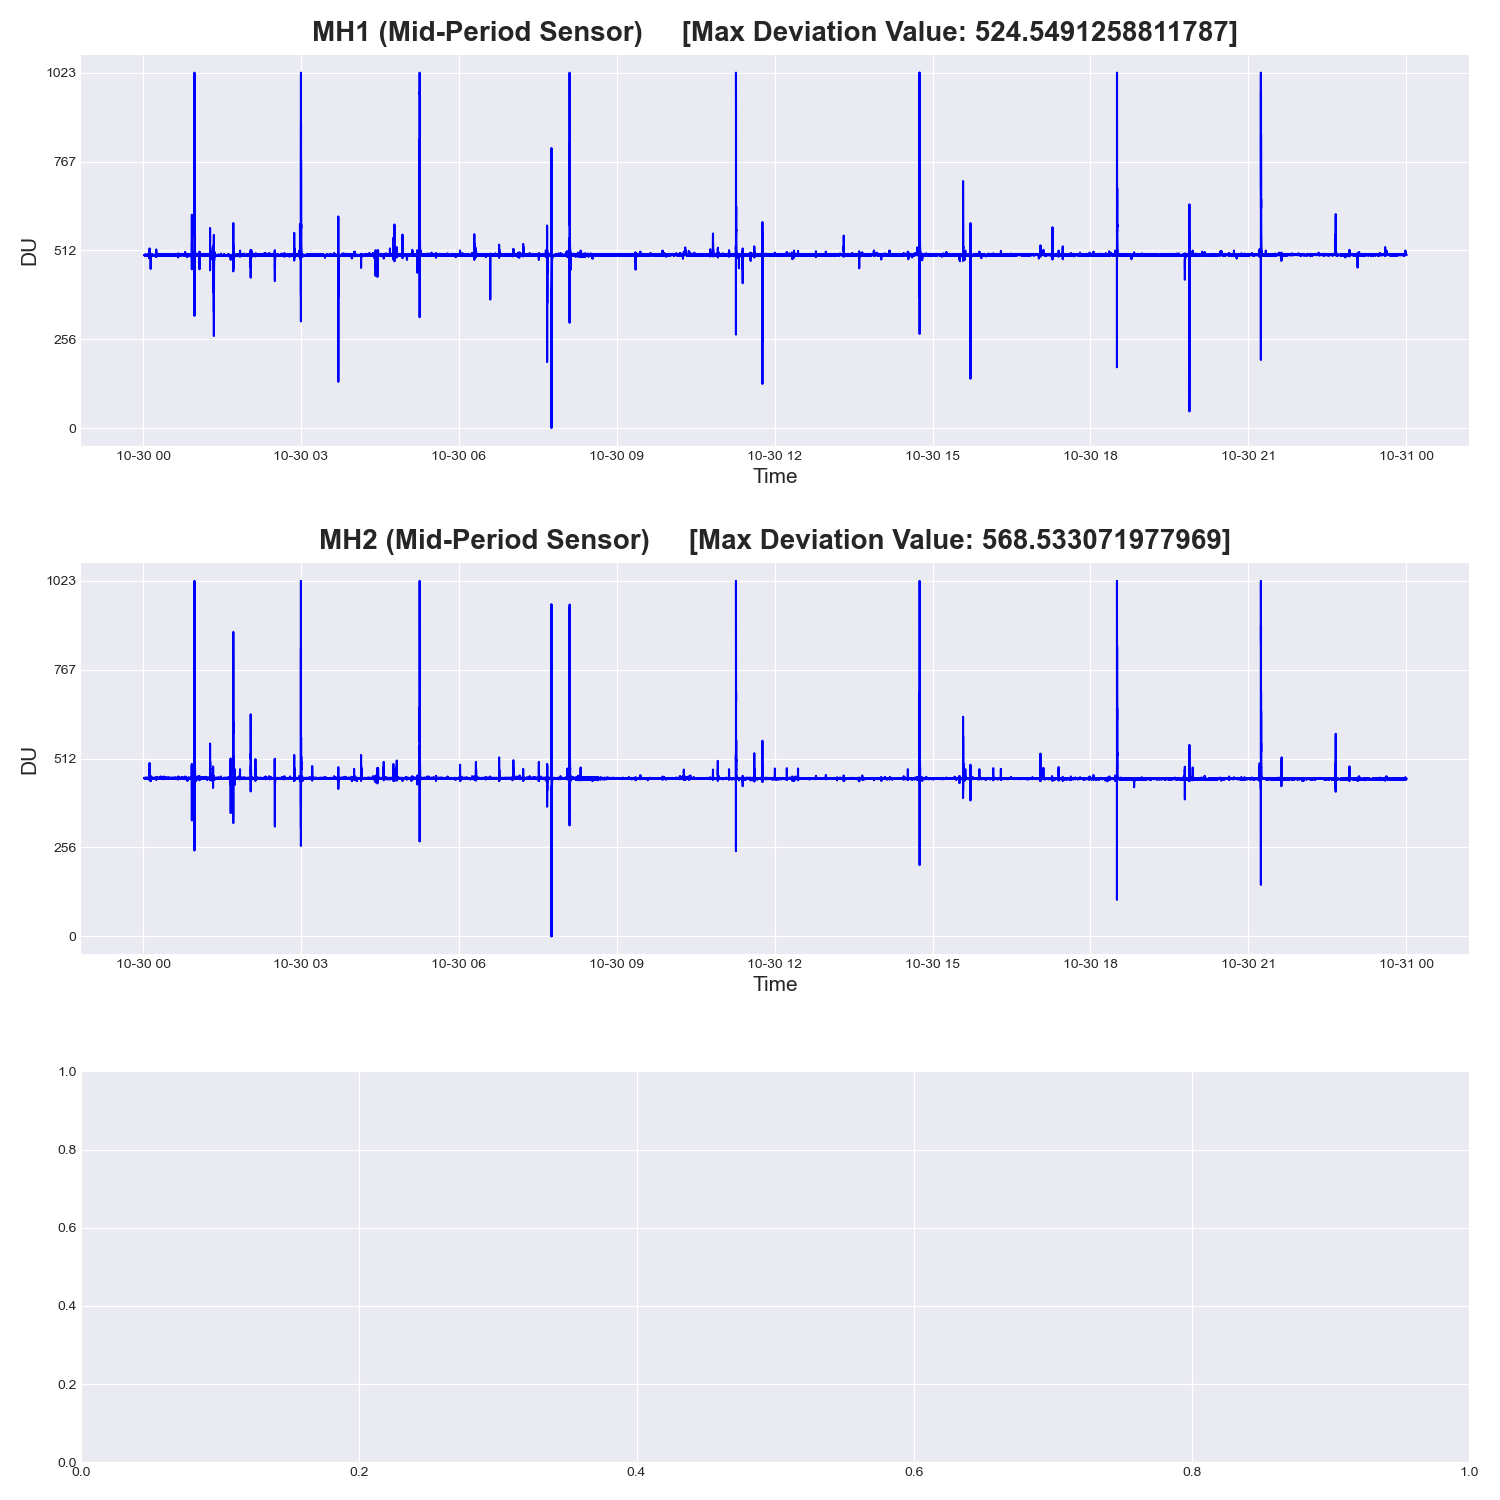 MH1 (Mid-Period Sensor) [Max Deviation Value: 524.5491258811787]
1023
767
512
256
0
DU
10-30 00 10-30 03 10-30 06 10-30 09 10-30 12 10-30 15 10-30 18 10-30 21 10-31 00
Time
MH2 (Mid-Period Sensor) [Max Deviation Value: 568.533071977969]
1023
767
512
256
0
DU
10-30 00 10-30 03 10-30 06 10-30 09 10-30 12 10-30 15 10-30 18 10-30 21 10-31 00
Time
1.0
0.8
0.6
0.4
0.2
0.0
0.0 0.2 0.4 0.6 0.8 1.0